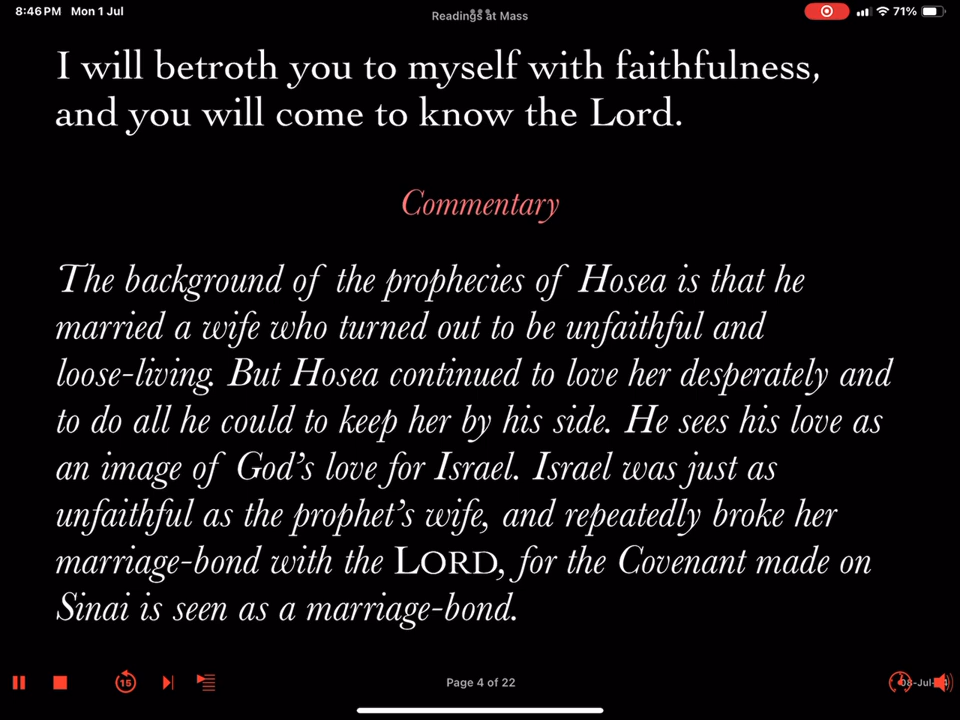 8:46 PM Mon 1 Jul
Readings at Mass
71%
I will betroth you to myself with faithfulness,
and you will come to know the Lord.
Commentary
The background of the prophecies of Hosea is that he
married a wife who turned out to be unfaithful and
loose-living. But Hosea continued to love her desperately and
to do all he could to keep her by his side. He sees his love as
an image of God’s love for Israel. Israel was just as
unfaithful as the prophet’s wife, and repeatedly broke her
marriage-bond with the LORD, for the Covenant made on
Sinai is seen as a marriage-bond.
15
Page 4 of 22